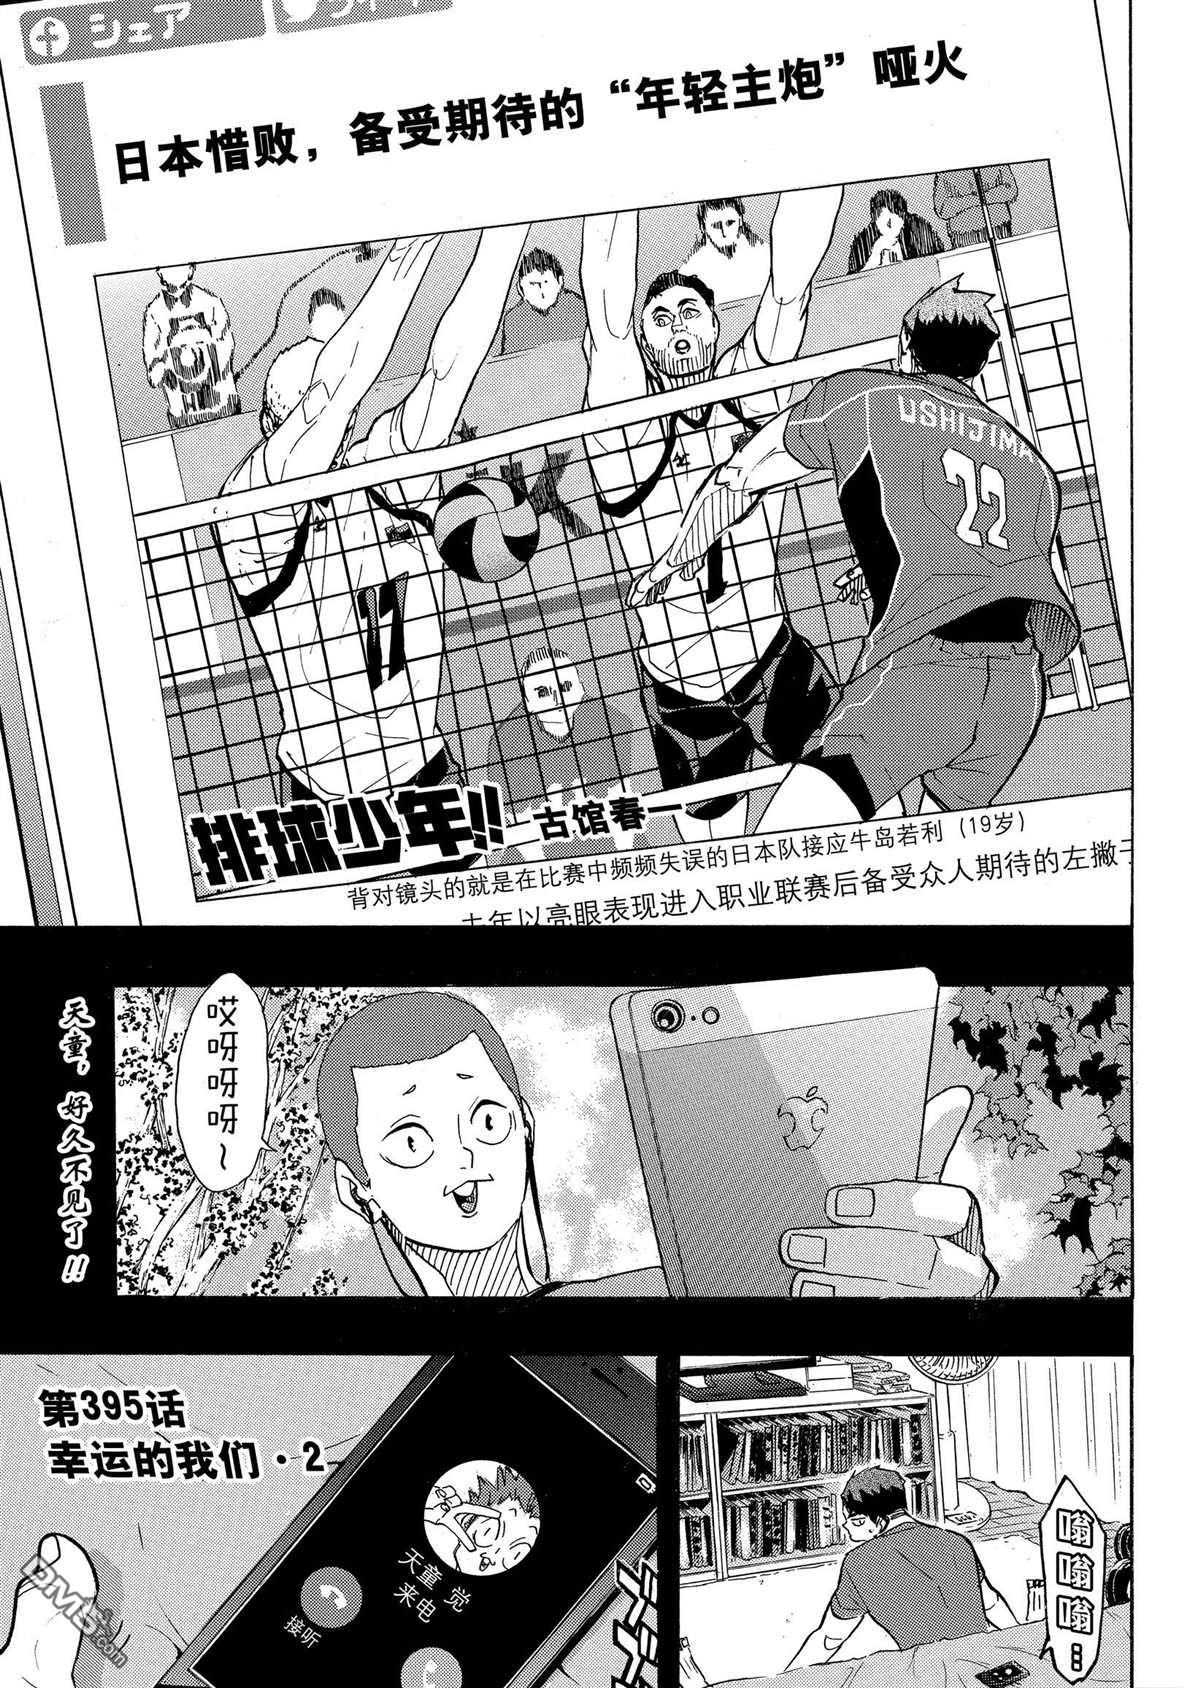 シェア
日本惜败，备受期待的“年轻主炮”哑火
USHIJIMA
22
排球少年!!
古馆春一
背对镜头的就是在比赛中频频失误的日本队接应牛岛若利（19岁）
去年以亮眼表现进入职业联赛后备受众人期待的左撇子
哎呀呀呀～
天童，好久不见了!!
第395话
幸运的我们·2
天童 觉
来电
接听
嗡嗡嗡…
DM5